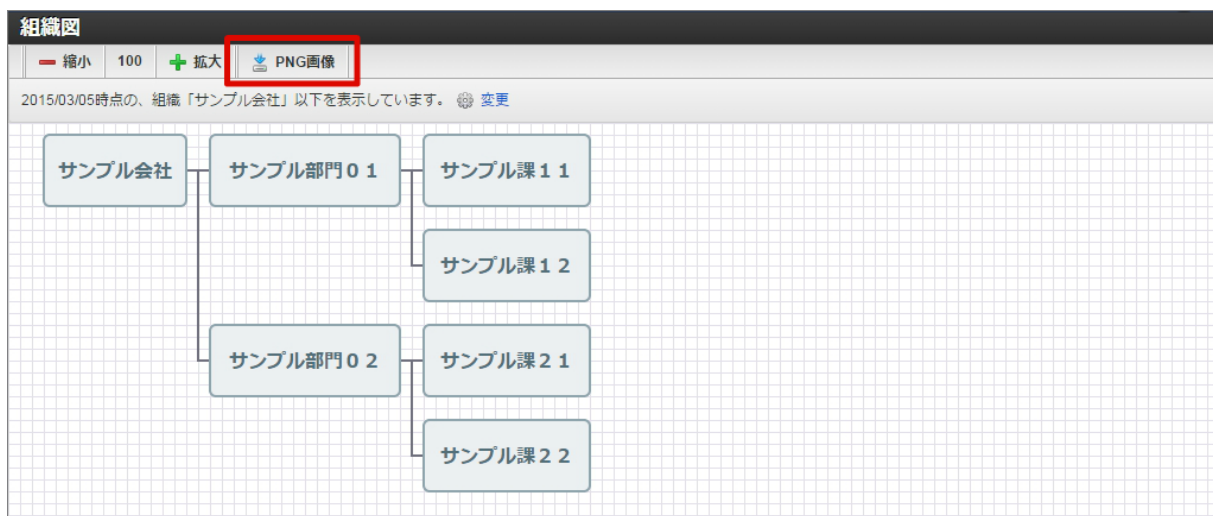 組織図
縮小 100 拡大 PNG画像
2015/03/05時点の、組織「サンプル会社」以下を表示しています。 変更
サンプル会社 サンプル部門０１ サンプル課１１
サンプル課１２
サンプル部門０２ サンプル課２１
サンプル課２２